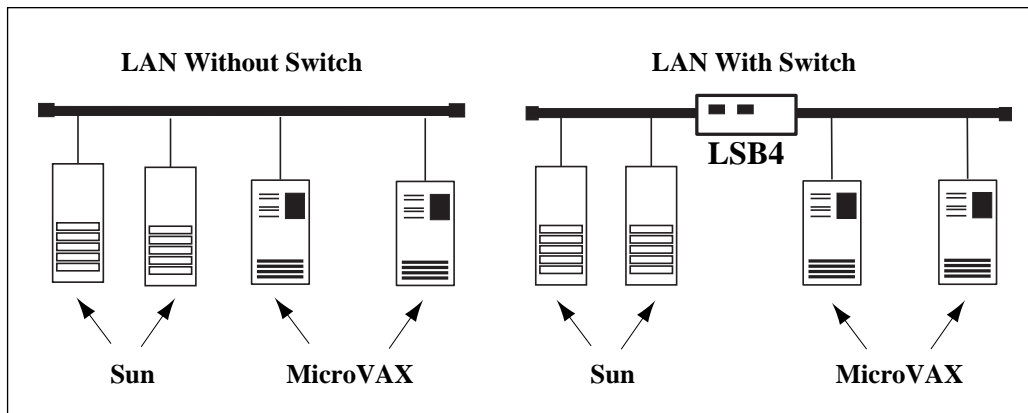 LAN Without Switch
LAN With Switch
LSB4
Sun
MicroVAX
Sun
MicroVAX